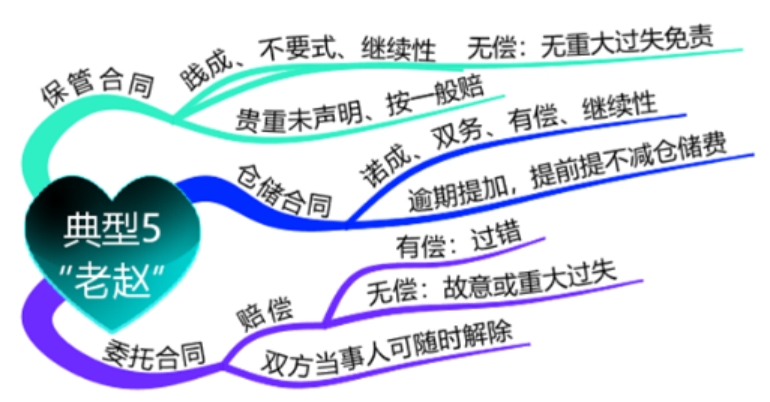 典型5
“老赵”
保管合同
践成、不要式、继续性
无偿：无重大过失免责
贵重未声明、按一般赔
仓储合同
诺成、双务、有偿、继续性
逾期提加，提前提不减仓储费
委托合同
赔偿
有偿：过错
无偿：故意或重大过失
双方当事人可随时解除